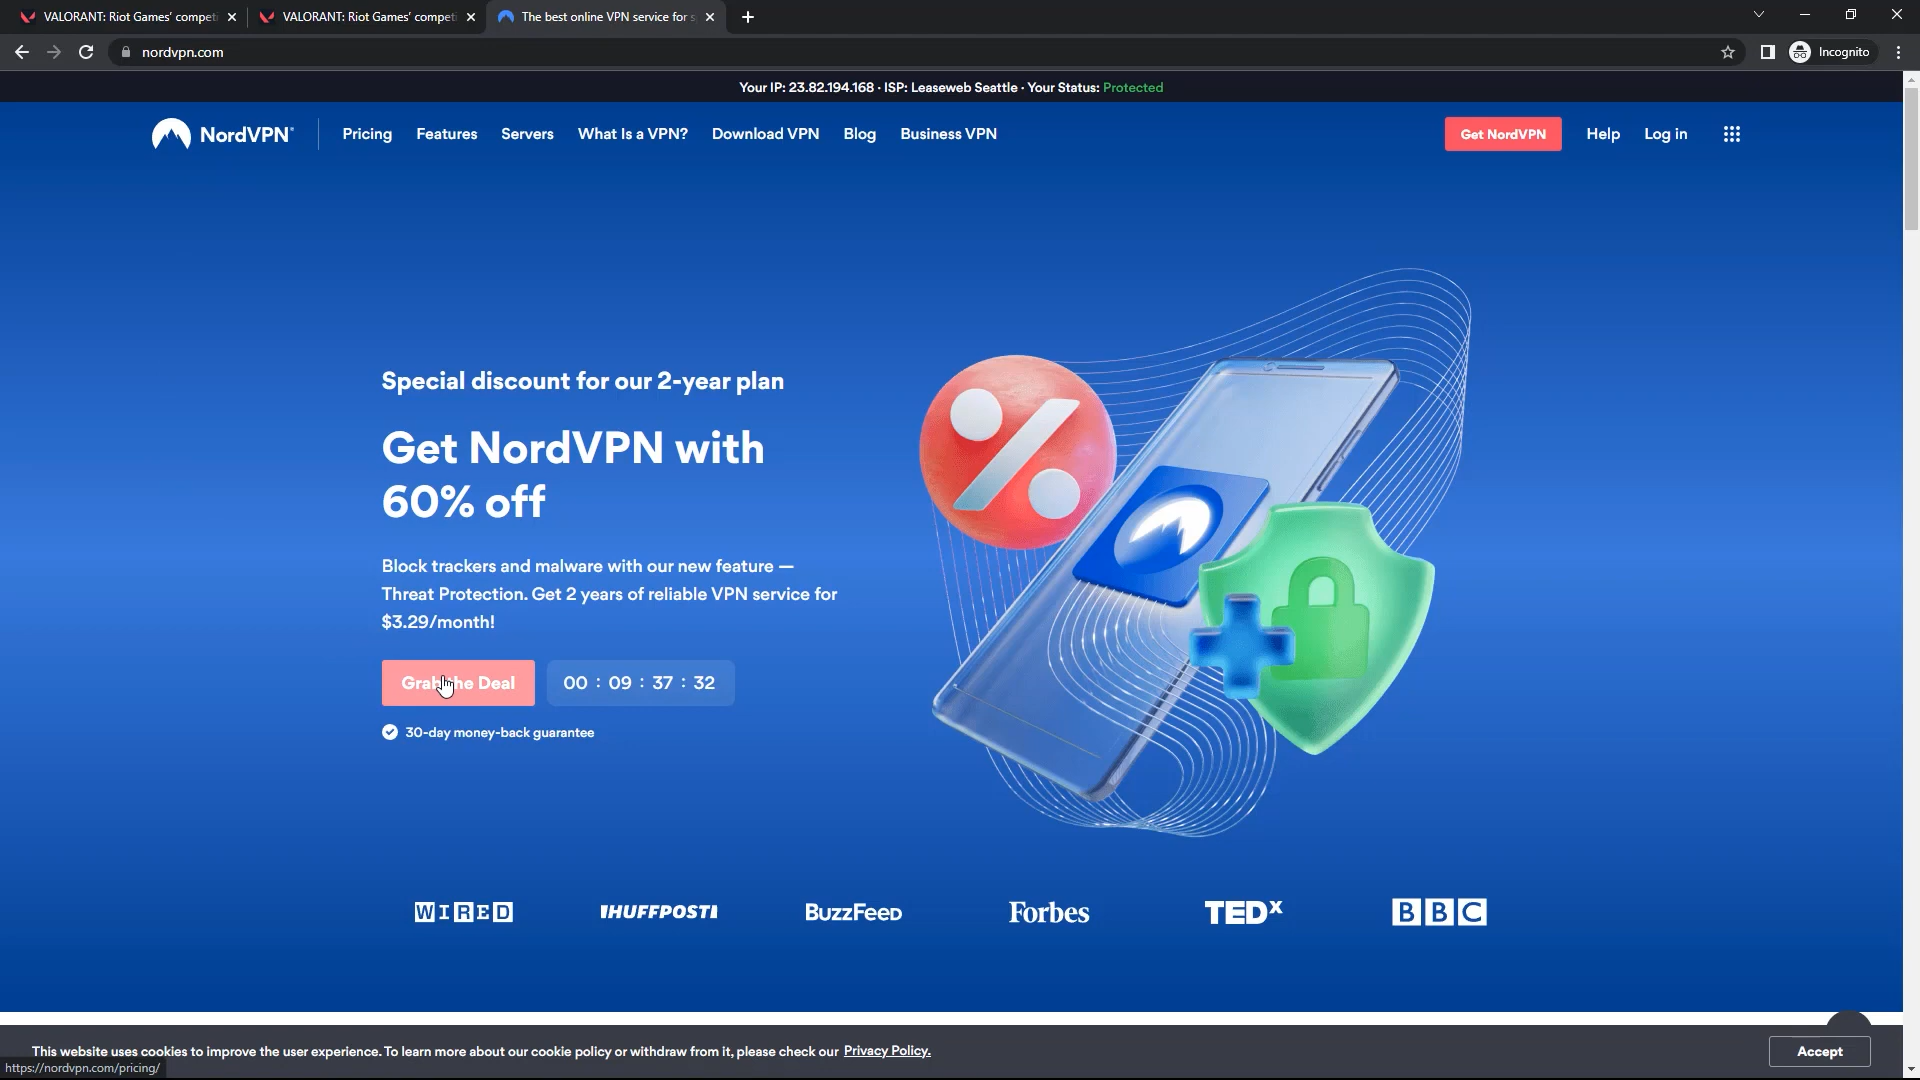 VALORANT: Riot Games' competi
VALORANT: Riot Games' competi
The best online VPN service for s
nordvpn.com
Incognito
Your IP: 23.82.194.168 · ISP: Leaseweb Seattle · Your Status: Protected
NordVPN®
Pricing
Features
Servers
What Is a VPN?
Download VPN
Blog
Business VPN
Get NordVPN
Help
Log in
Special discount for our 2-year plan
Get NordVPN with
60% off
Block trackers and malware with our new feature —
Threat Protection. Get 2 years of reliable VPN service for
$3.29/month!
Grab the Deal
00 : 09 : 37 : 32
30-day money-back guarantee
WIRED
HUFFPOST
BuzzFeed
Forbes
TEDx
BBC
This website uses cookies to improve the user experience. To learn more about our cookie policy or withdraw from it, please check our Privacy Policy.
Accept
https://nordvpn.com/pricing/